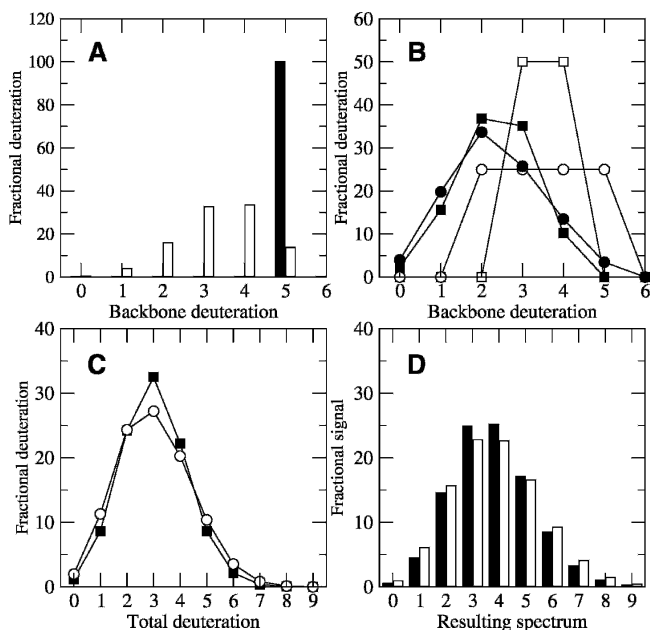 A
Fractional deuteration
120
100
80
60
40
20
0
0 1 2 3 4 5 6
Backbone deuteration
B
Fractional deuteration
60
50
40
30
20
10
0
0 1 2 3 4 5 6
Backbone deuteration
C
Fractional deuteration
40
30
20
10
0
0 1 2 3 4 5 6 7 8 9
Total deuteration
D
Fractional signal
40
30
20
10
0
0 1 2 3 4 5 6 7 8 9
Resulting spectrum